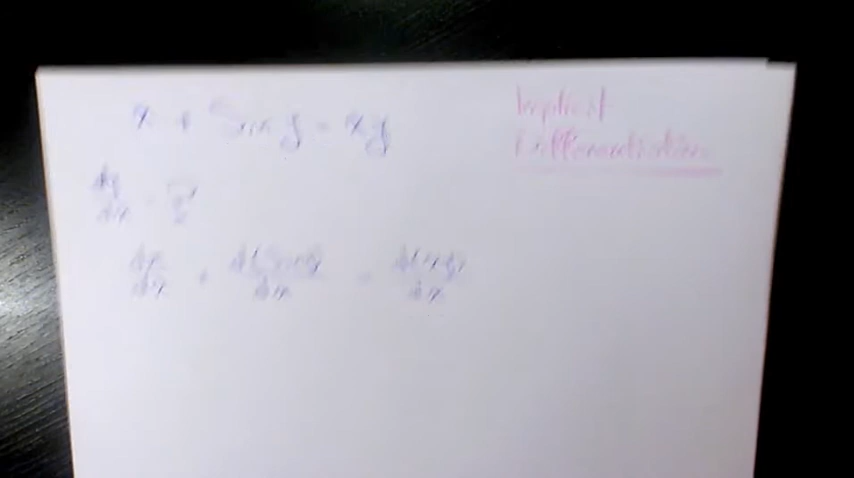 x + Sin y = xy
Implicit
Differentiation
dy/dx =
dx/dx + d(Sin y)/dx = d(xy)/dx